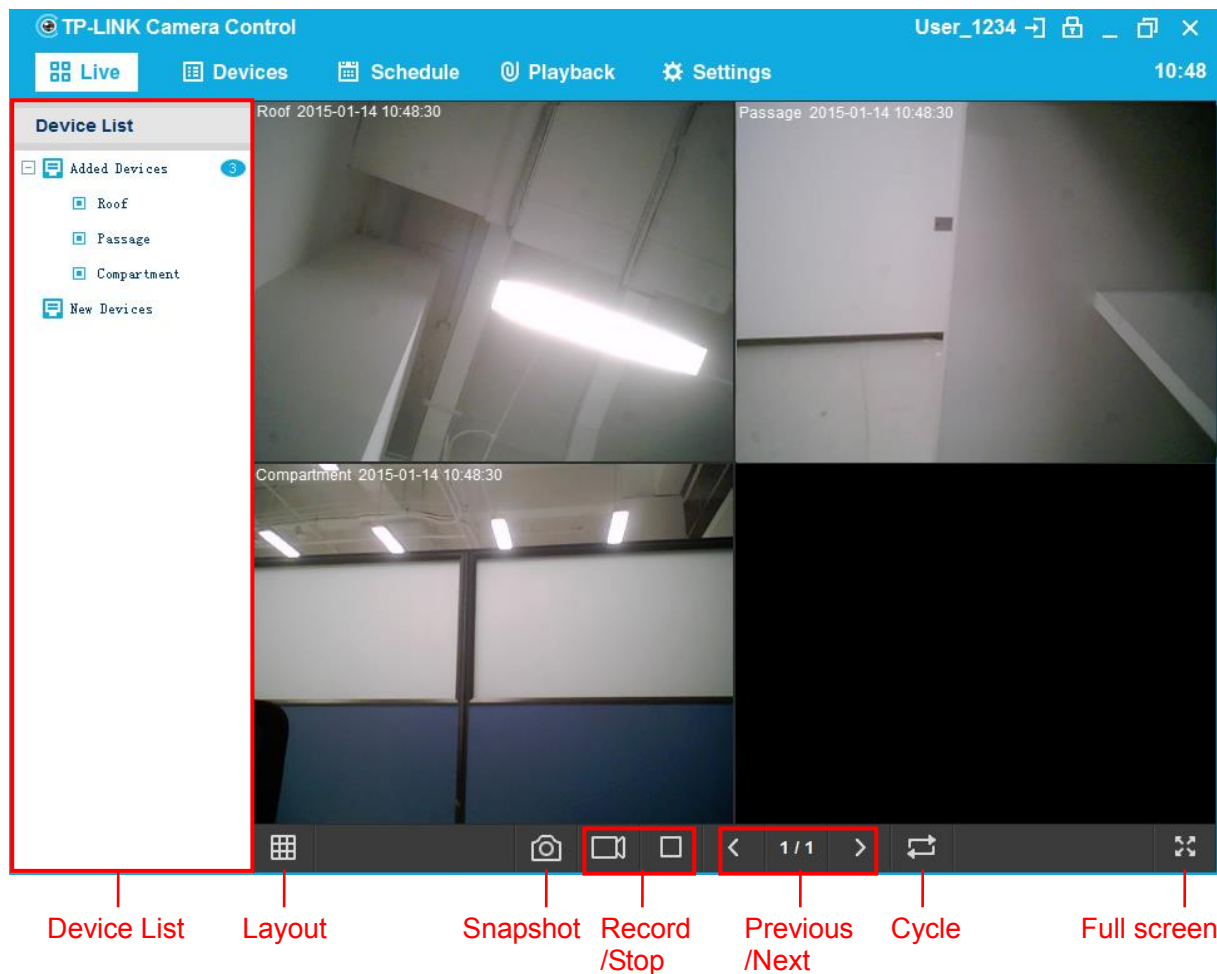 TP-LINK Camera Control
User_1234
Live
Devices
Schedule
Playback
Settings
10:48
Device List
Added Devices
3
Roof
Passage
Compartment
New Devices
Roof 2015-01-14 10:48:30
Passage 2015-01-14 10:48:30
Compartment 2015-01-14 10:48:30
1 / 1
Device List
Layout
Snapshot
Record
/Stop
Previous
/Next
Cycle
Full screen